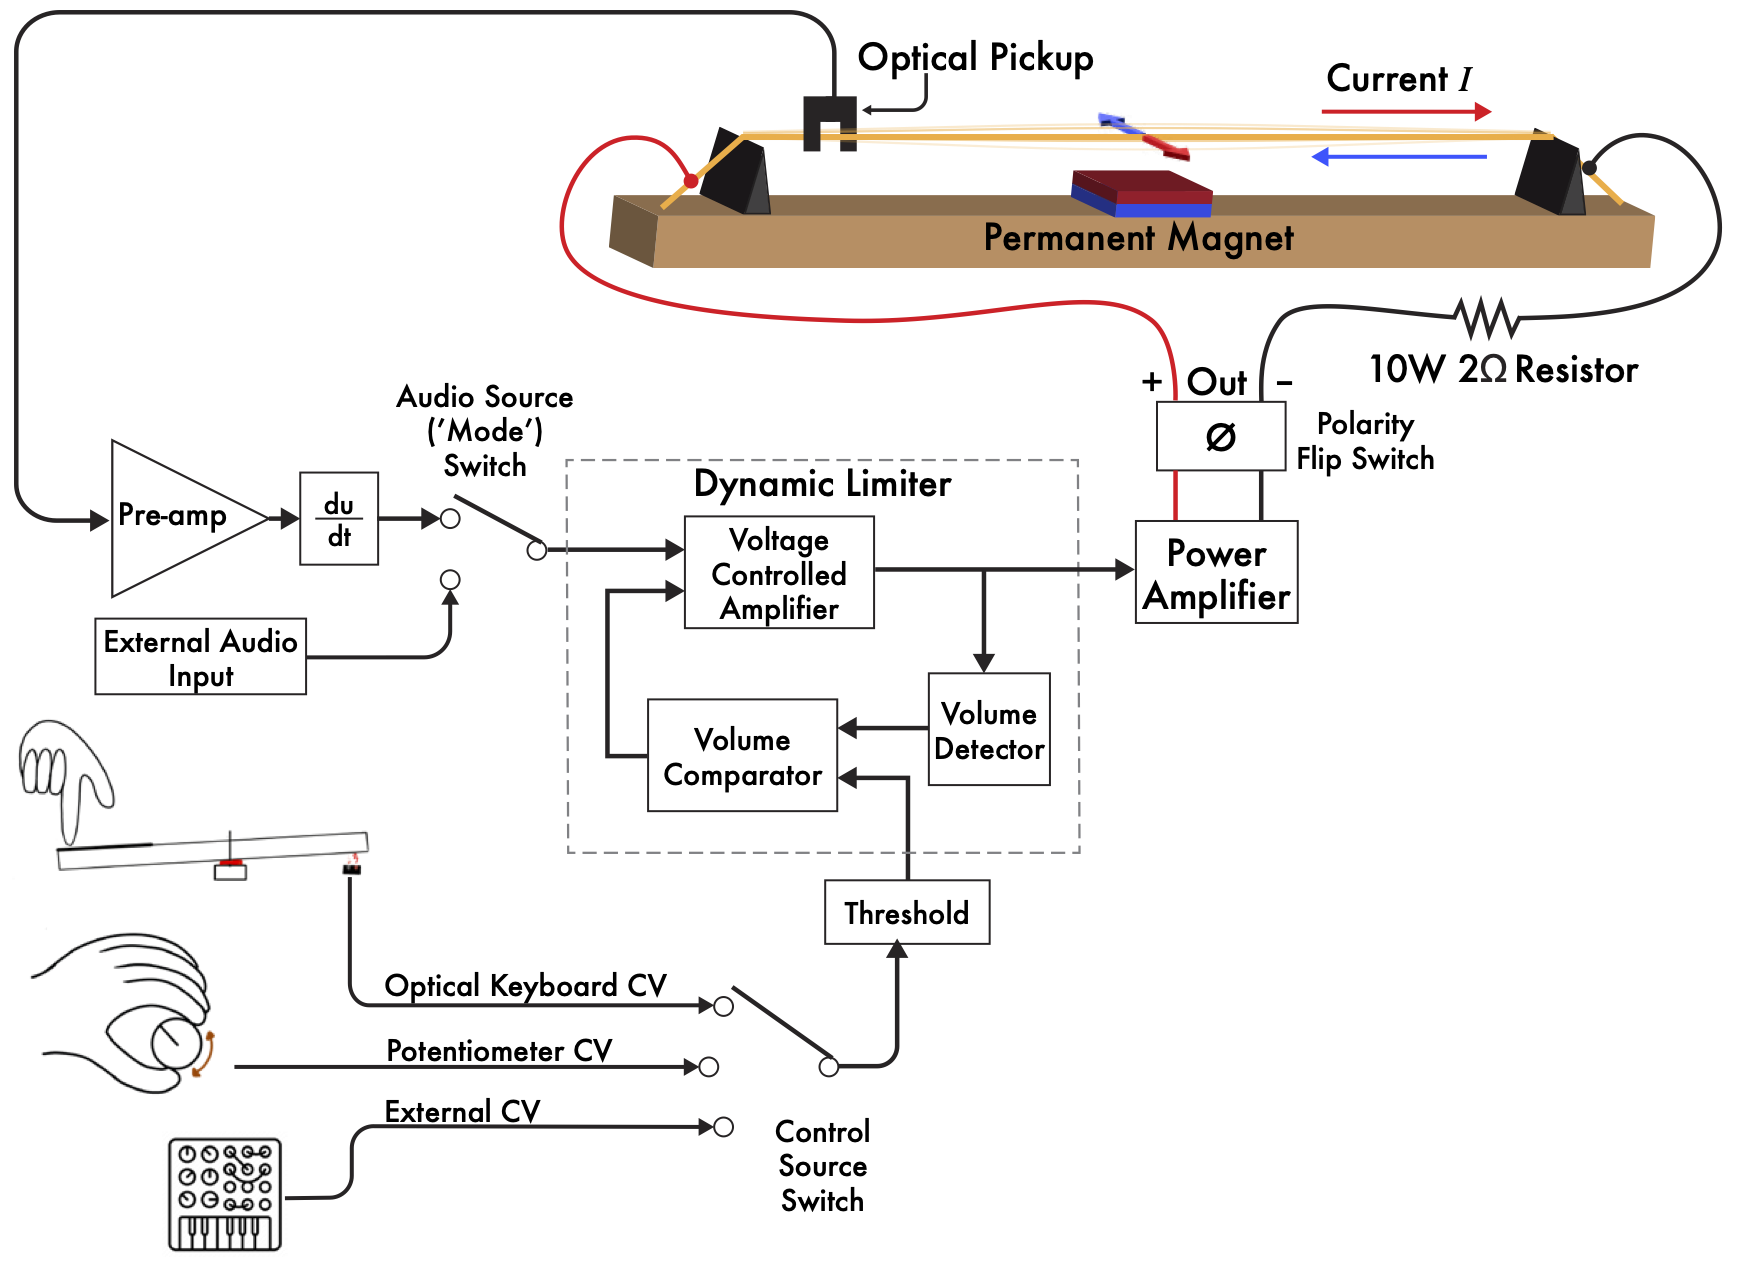 Optical Pickup
Current I
Permanent Magnet
10W 2Ω Resistor
+ Out –
Ø
Polarity
Flip Switch
Audio Source
('Mode')
Switch
Pre-amp
du
dt
External Audio
Input
Dynamic Limiter
Voltage
Controlled
Amplifier
Power
Amplifier
Volume
Detector
Volume
Comparator
Threshold
Optical Keyboard CV
Potentiometer CV
External CV
Control
Source
Switch